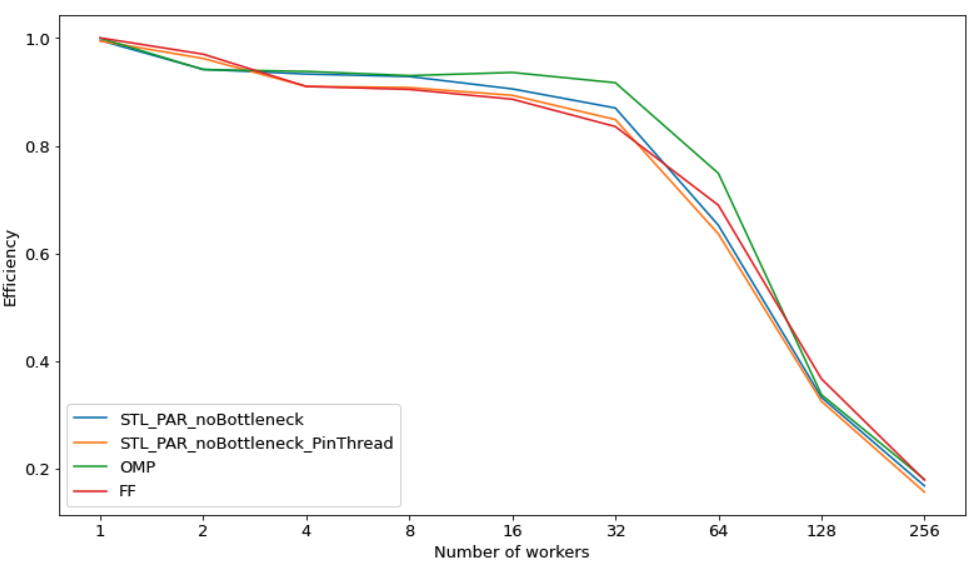 1.0
0.8
0.6
0.4
0.2
Efficiency
STL_PAR_noBottleneck
STL_PAR_noBottleneck_PinThread
OMP
FF
1 2 4 8 16 32 64 128 256
Number of workers